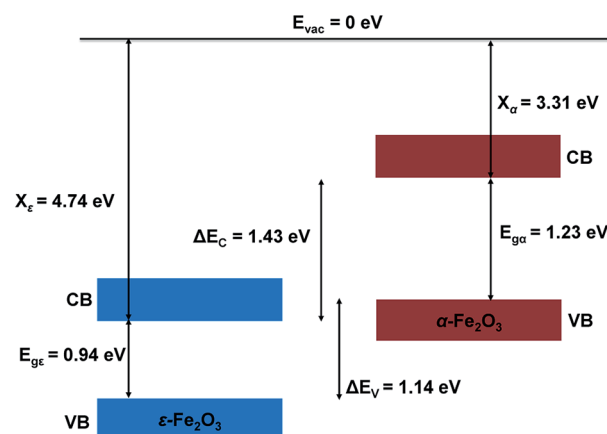 E_vac = 0 eV
X_α = 3.31 eV
CB
X_ε = 4.74 eV
ΔE_C = 1.43 eV
E_gα = 1.23 eV
CB
α-Fe₂O₃
VB
E_gε = 0.94 eV
ΔE_V = 1.14 eV
VB
ε-Fe₂O₃